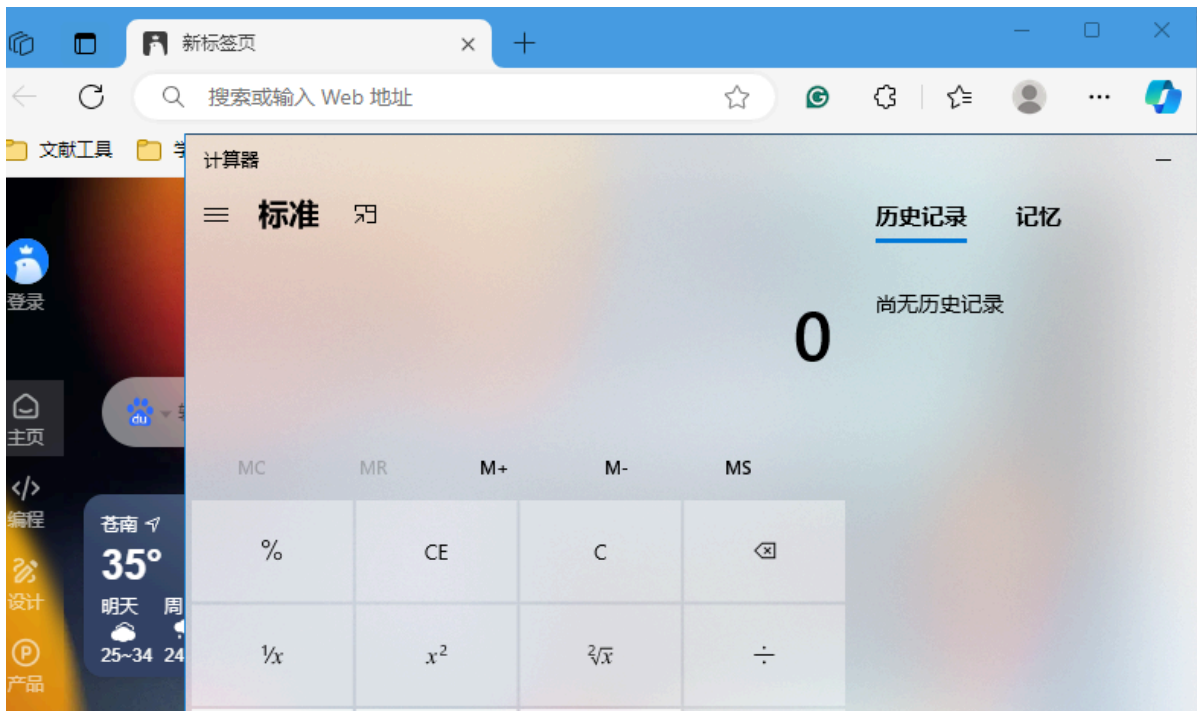 新标签页
搜索或输入 Web 地址
文献工具
计算器
标准
历史记录 记忆
尚无历史记录
0
登录
主页
du
MC MR M+ M- MS
编程
苍南
35°
% CE C
设计
明天 周
25~34 24
¹⁄x x² ²√x ÷
产品